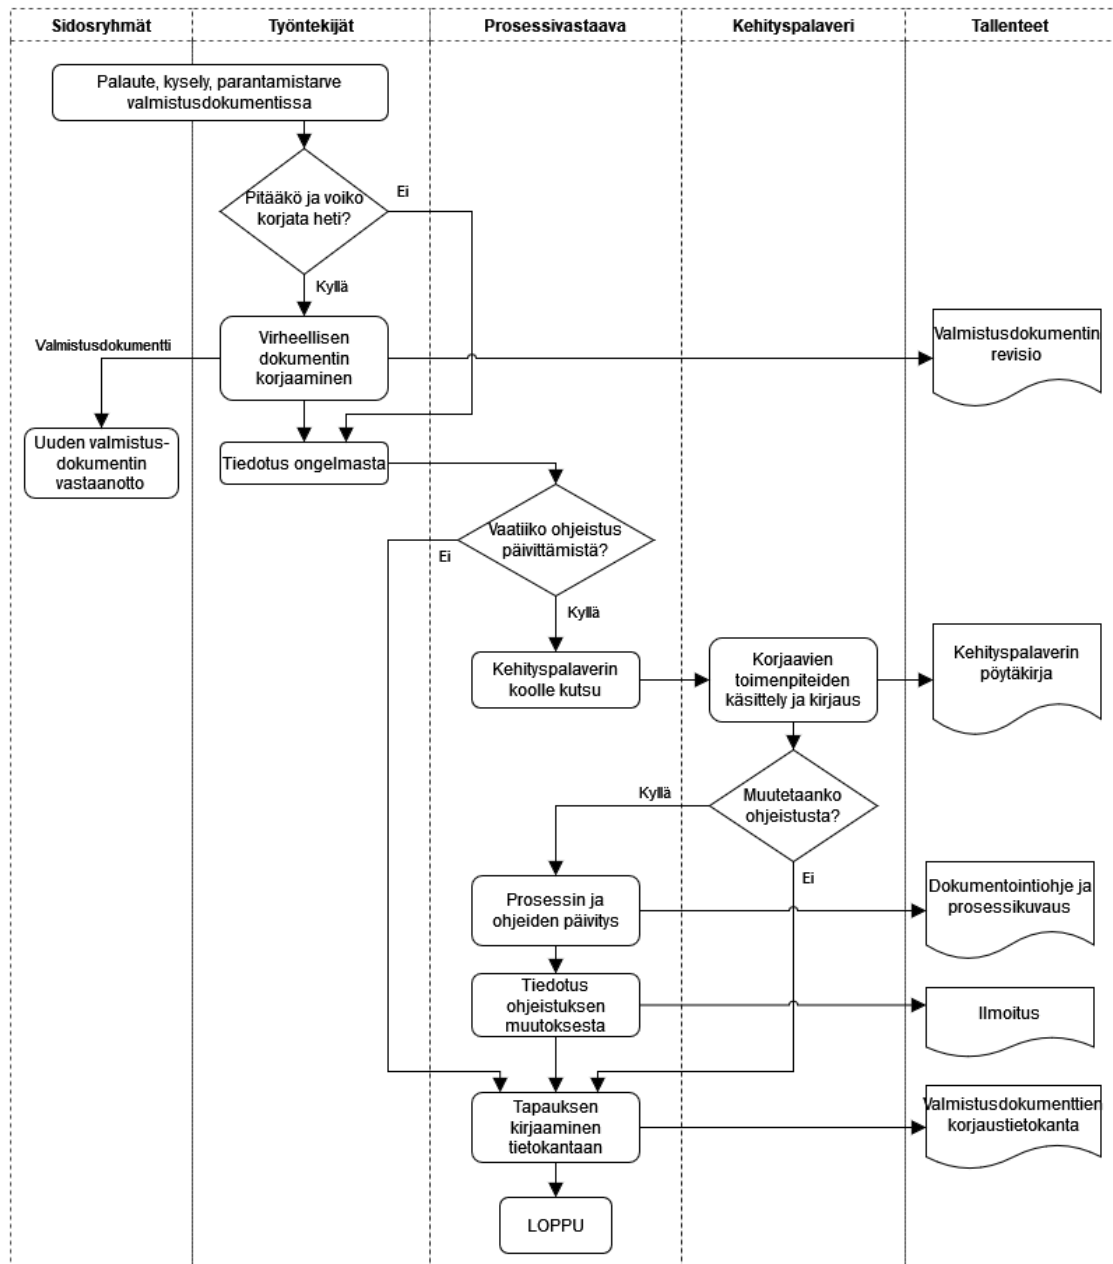 Sidosryhmät
Työntekijät
Prosessivastaava
Kehityspalaveri
Tallenteet
Palaute, kysely, parantamistarve
valmistusdokumentissa
Pitääkö ja voiko
korjata heti?
Ei
Kyllä
Virheellisen
dokumentin
korjaaminen
Valmistusdokumentti
Valmistusdokumentin
revisio
Uuden valmistus-
dokumentin
vastaanotto
Tiedotus ongelmasta
Vaatiiko ohjeistus
päivittämistä?
Ei
Kyllä
Kehityspalaverin
koolle kutsu
Korjaavien
toimenpiteiden
käsittely ja kirjaus
Kehityspalaverin
pöytäkirja
Muutetaanko
ohjeistusta?
Kyllä
Ei
Prosessin ja
ohjeiden päivitys
Dokumentointiohje ja
prosessikuvaus
Tiedotus
ohjeistuksen
muutoksesta
Ilmoitus
Tapauksen
kirjaaminen
tietokantaan
Valmistusdokumenttien
korjaustietokanta
LOPPU